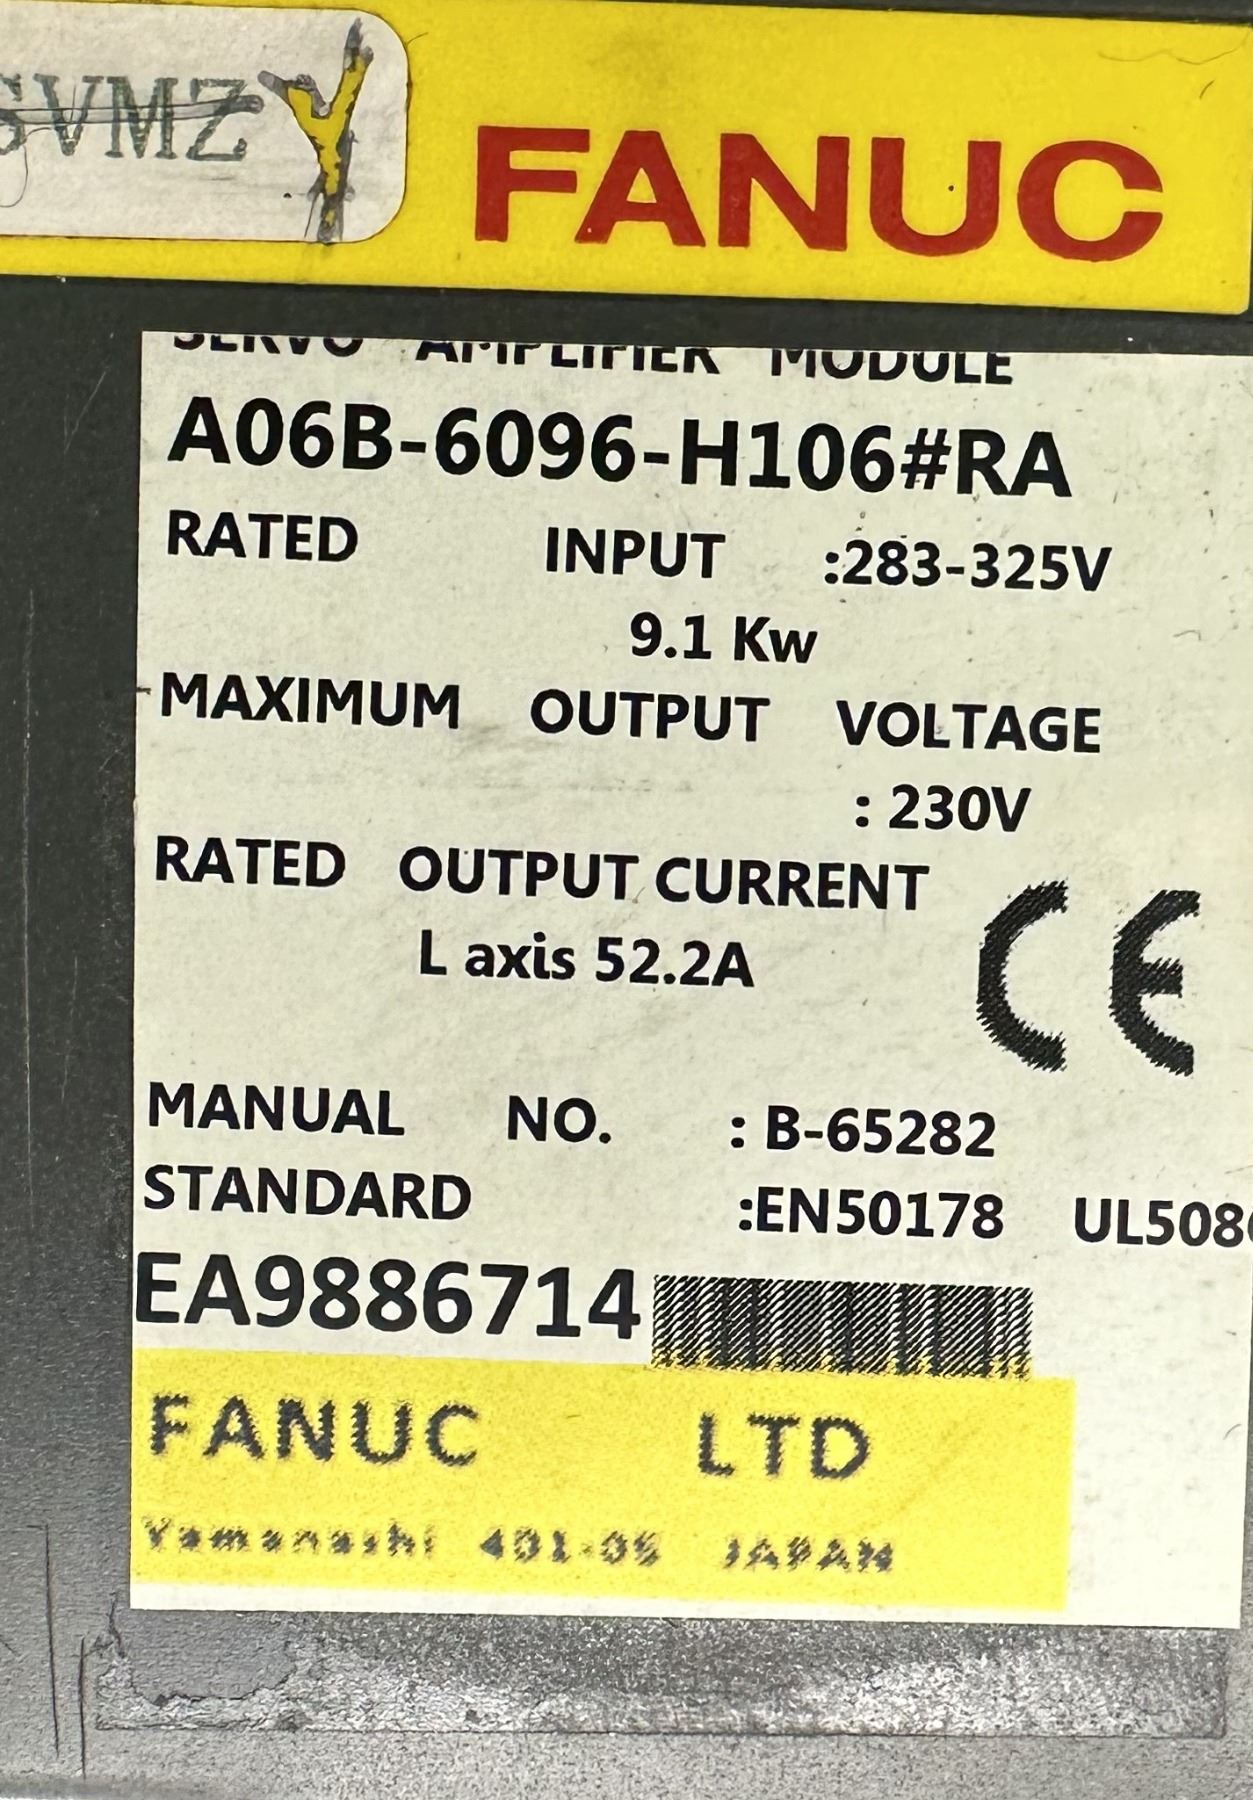 SVMZ Y
FANUC
SERVO AMPLIFIER MODULE
A06B-6096-H106#RA
RATED INPUT :283-325V
9.1 Kw
MAXIMUM OUTPUT VOLTAGE
: 230V
RATED OUTPUT CURRENT
L axis 52.2A
CE
MANUAL NO. : B-65282
STANDARD :EN50178 UL508
EA9886714
FANUC LTD
Yamanashi 401-05 JAPAN